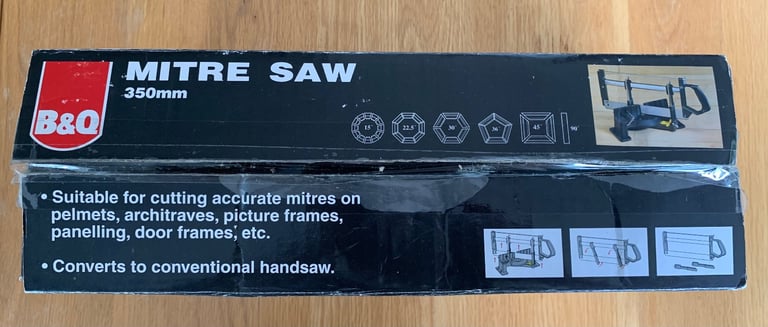 MITRE SAW
350mm
B&Q
15° 22.5° 30° 36° 45° 90°
• Suitable for cutting accurate mitres on
pelmets, architraves, picture frames,
panelling, door frames, etc.
• Converts to conventional handsaw.